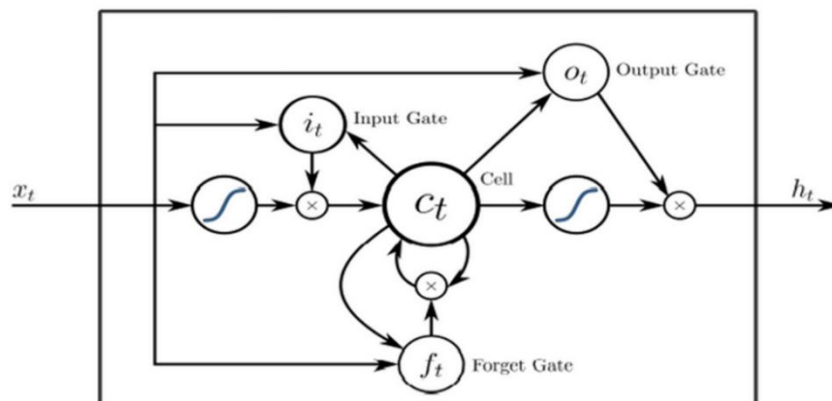 o_t Output Gate
i_t Input Gate
x_t
×
c_t
Cell
×
h_t
×
f_t Forget Gate